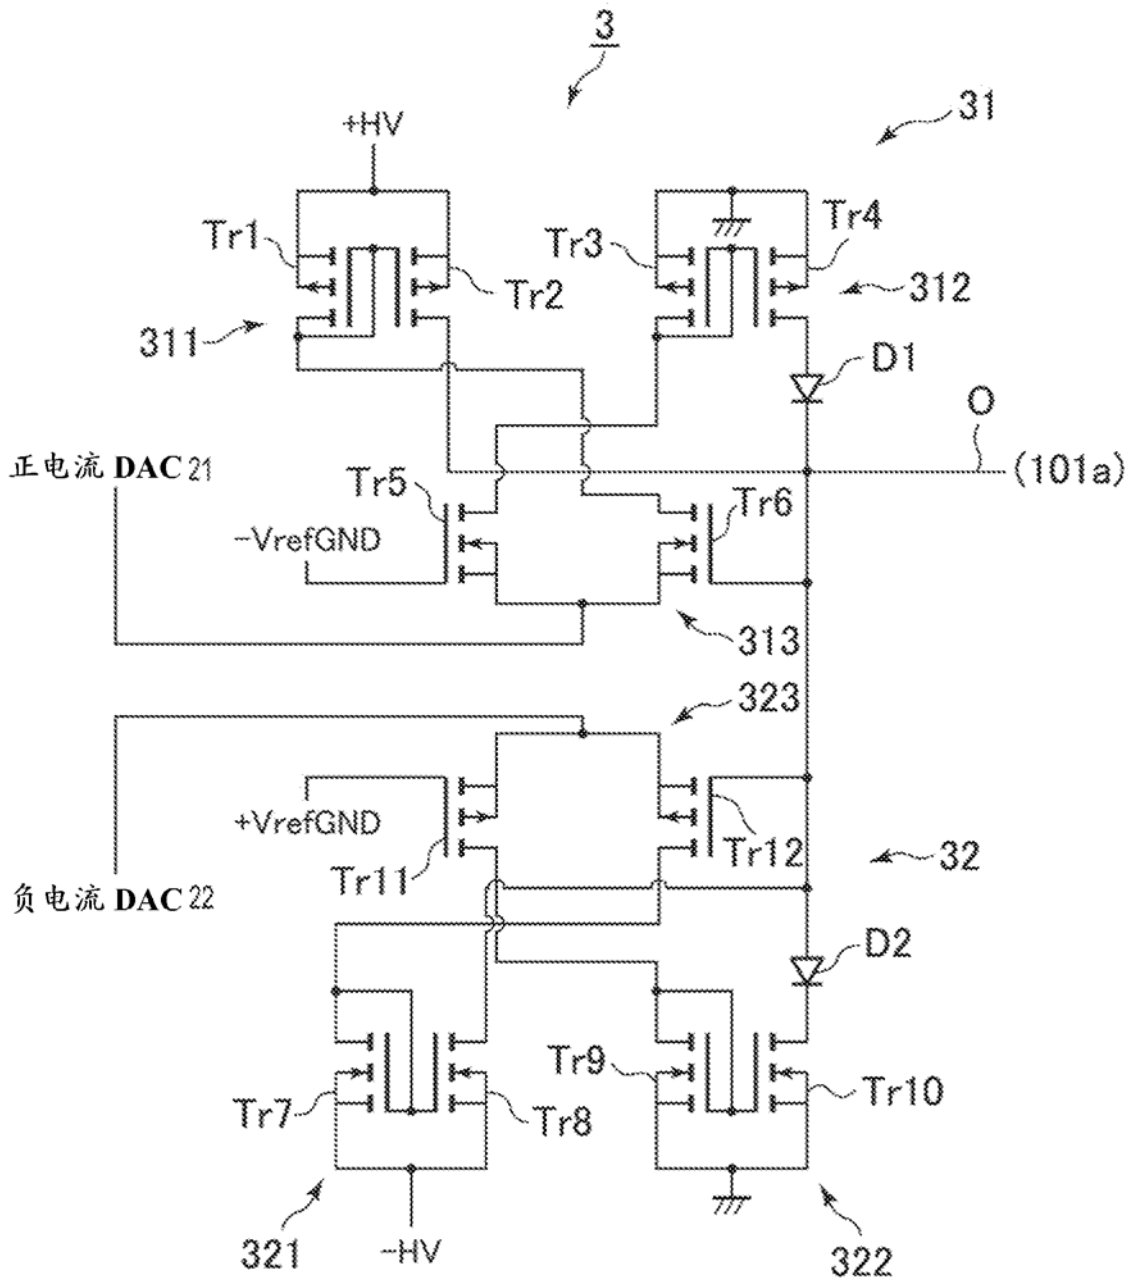 3
31
+HV
Tr1
Tr2
Tr3
Tr4
311
312
D1
O
(101a)
正电流 DAC 21
Tr5
Tr6
-VrefGND
313
323
+VrefGND
Tr11
Tr12
32
负电流 DAC 22
D2
Tr7
Tr8
Tr9
Tr10
321
-HV
322